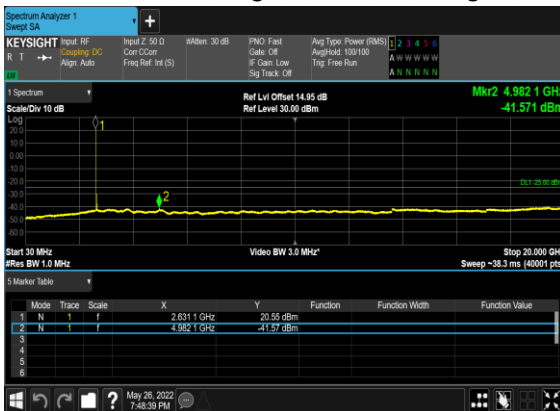 Spectrum Analyzer 1
Swept SA
KEYSIGHT Input: RF Input Z: 50 Ω #Atten: 30 dB PNO: Fast Avg Type: Power (RMS) 1 2 3 4 5 6
R T Coupling: DC Corr CCorr Gate: Off Avg|Hold: 100/100 A W W W W W
Align: Auto Freq Ref: Int (S) IF Gain: Low Trig: Free Run
Sig Track: Off A N N N N N
1 Spectrum Ref Lvl Offset 14.95 dB Mkr2 4.982 1 GHz
Scale/Div 10 dB Ref Level 30.00 dBm -41.571 dBm
Log
20.0
1
10.0
0.00
-10.0
-20.0
DL1 -25.00 dBm
-30.0
2
-40.0
-50.0
-60.0
Start 30 MHz Video BW 3.0 MHz* Stop 20.000 GH
#Res BW 1.0 MHz Sweep ~38.3 ms (40001 pts
5 Marker Table
Mode Trace Scale X Y Function Function Width Function Value
1 N 1 f 2.631 1 GHz 20.55 dBm
2 N 1 f 4.982 1 GHz -41.57 dBm
3
4
5
6
? May 26, 2022
7:48:39 PM